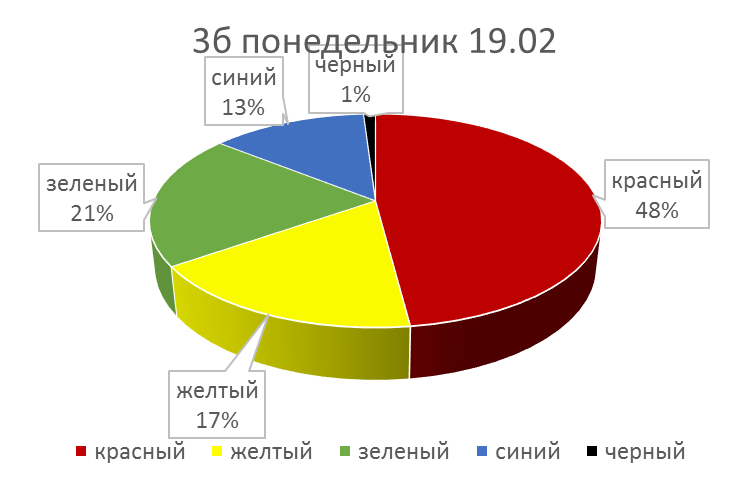 3б понедельник 19.02
черный
1%
синий
13%
зеленый
21%
красный
48%
желтый
17%
красный желтый зеленый синий черный